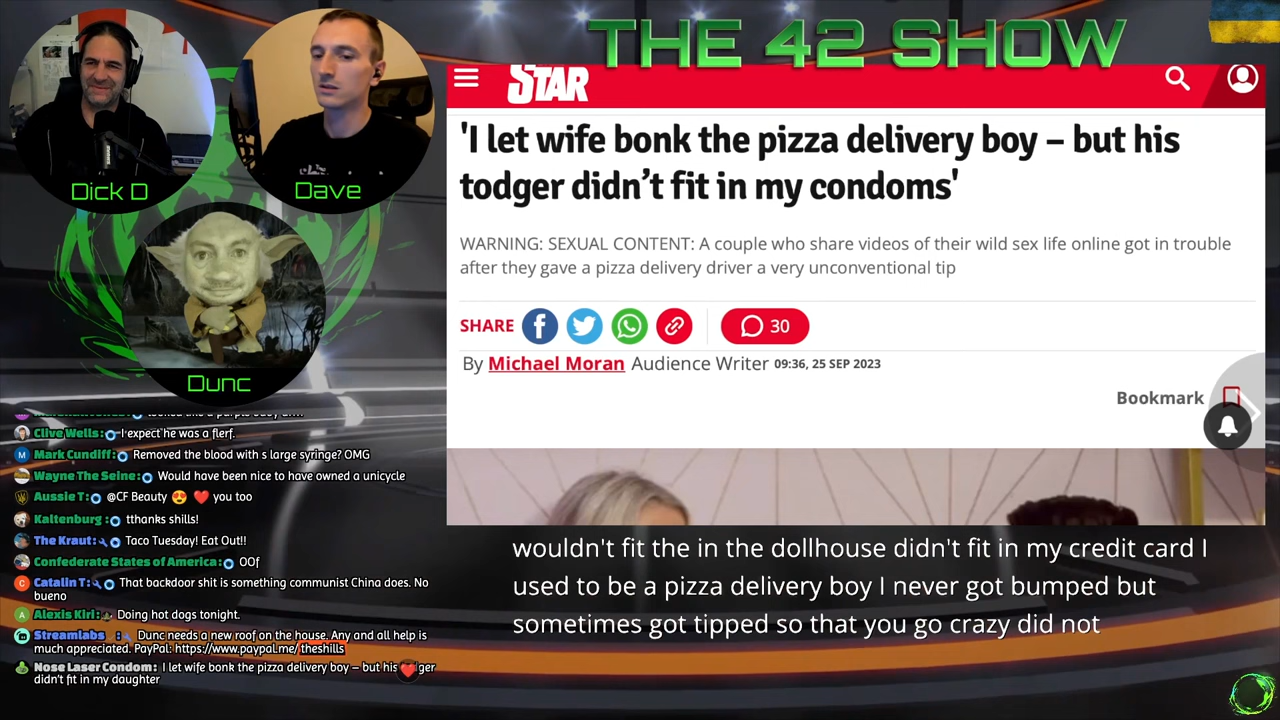 THE 42 SHOW
Dick D
Dave
Dunc
STAR
'I let wife bonk the pizza delivery boy – but his
todger didn't fit in my condoms'
WARNING: SEXUAL CONTENT: A couple who share videos of their wild sex life online got in trouble
after they gave a pizza delivery driver a very unconventional tip
SHARE
30
By Michael Moran Audience Writer 09:36, 25 SEP 2023
Bookmark
wouldn't fit the in the dollhouse didn't fit in my credit card I
used to be a pizza delivery boy I never got bumped but
sometimes got tipped so that you go crazy did not
Clive Wells: I expect he was a flerf.
Mark Cundiff: Removed the blood with s large syringe? OMG
Wayne The Seine: Would have been nice to have owned a unicycle
Aussie T: @CF Beauty 😍 ❤️ you too
Kaltenburg : tthanks shills!
The Kraut: Taco Tuesday! Eat Out!!
Confederate States of America: OOf
Catalin T: That backdoor shit is something communist China does. No
bueno
Alexis Kiri: Doing hot dogs tonight.
Streamlabs : Dunc needs a new roof on the house. Any and all help is
much appreciated. PayPal: https://www.paypal.me/theshills
Nose Laser Condom: I let wife bonk the pizza delivery boy – but his ger
didn't fit in my daughter